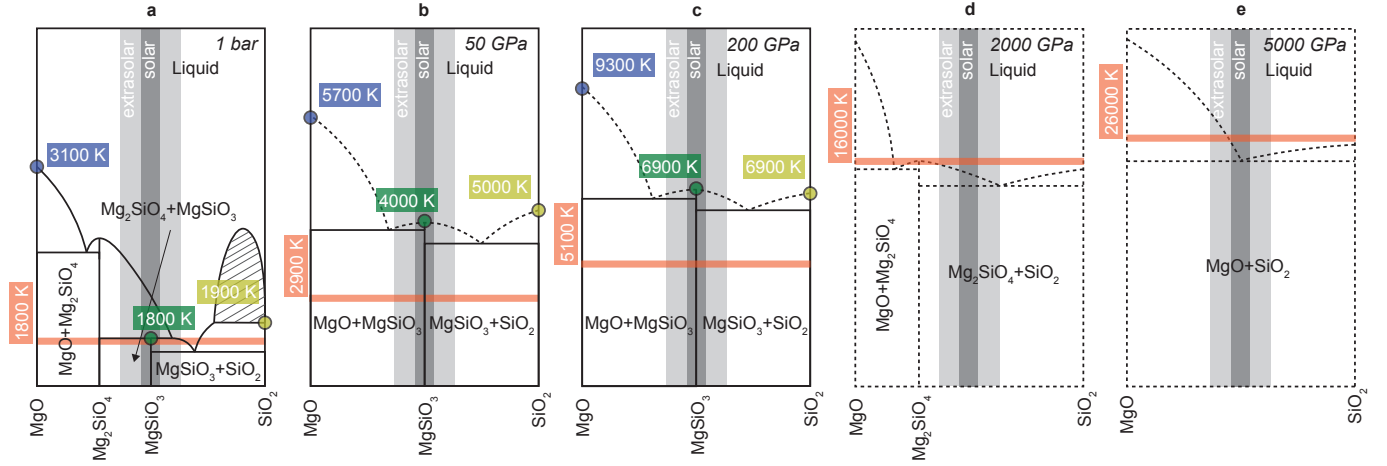 a
1 bar
extrasolar
solar
Liquid
3100 K
Mg₂SiO₄+MgSiO₃
MgO+Mg₂SiO₄
1900 K
1800 K
1800 K
MgSiO₃+SiO₂
MgO
Mg₂SiO₄
MgSiO₃
SiO₂
b
50 GPa
extrasolar
solar
Liquid
5700 K
4000 K
5000 K
2900 K
MgO+MgSiO₃
MgSiO₃+SiO₂
MgO
MgSiO₃
SiO₂
c
200 GPa
extrasolar
solar
Liquid
9300 K
6900 K
6900 K
5100 K
MgO+MgSiO₃
MgSiO₃+SiO₂
MgO
MgSiO₃
SiO₂
d
2000 GPa
extrasolar
solar
Liquid
16000 K
MgO+Mg₂SiO₄
Mg₂SiO₄+SiO₂
MgO
Mg₂SiO₄
SiO₂
e
5000 GPa
extrasolar
solar
Liquid
26000 K
MgO+SiO₂
MgO
SiO₂